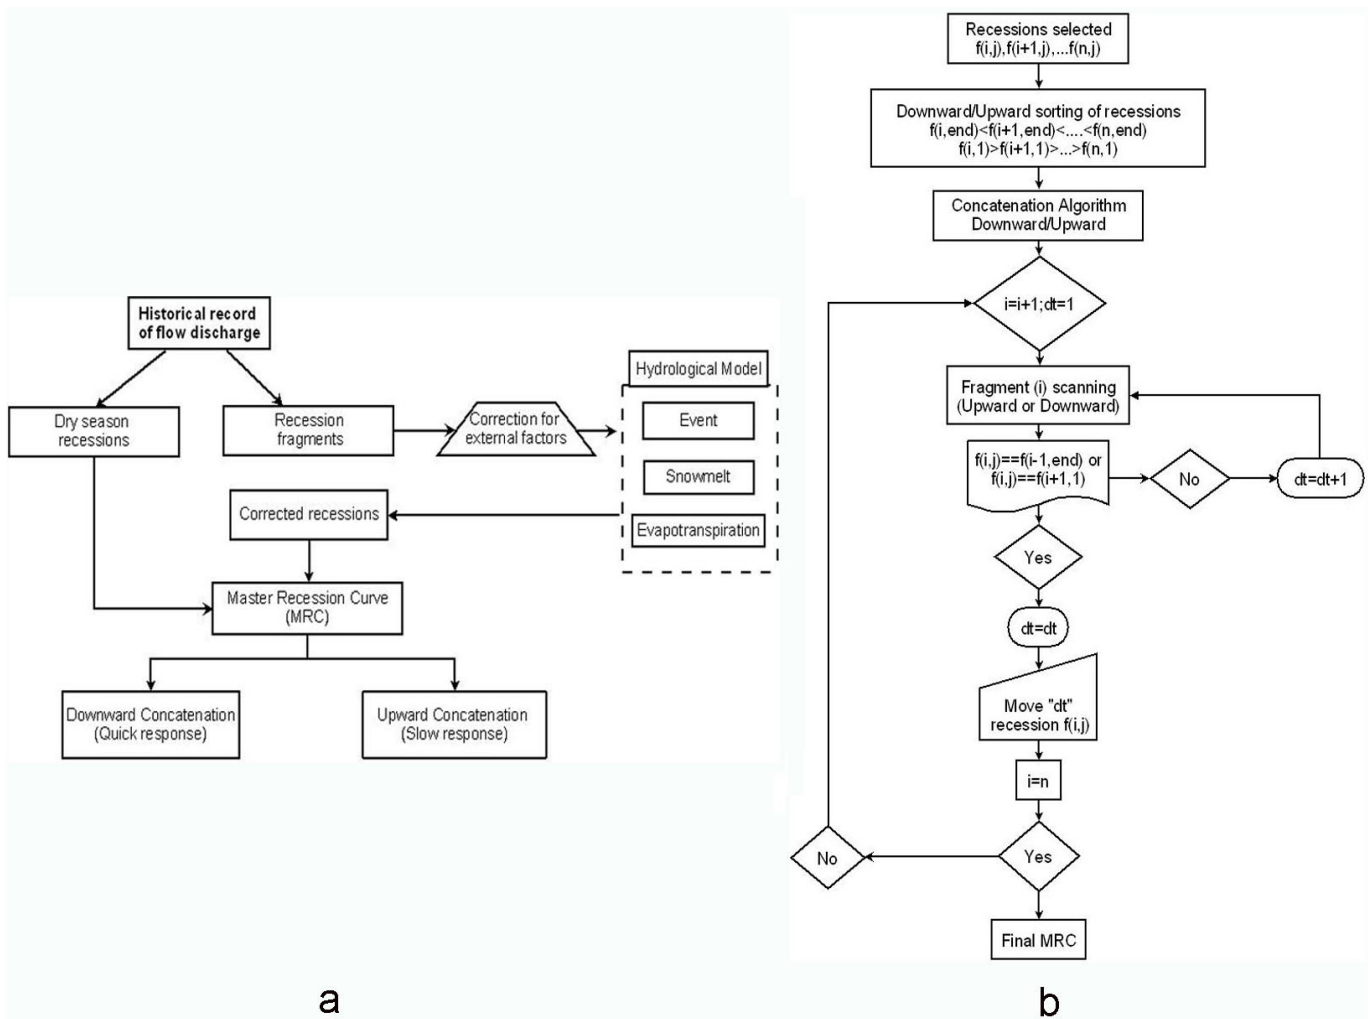 Historical record
of flow discharge
Dry season
recessions
Recession
fragments
Correction for
external factors
Hydrological Model
Event
Snowmelt
Evapotranspiration
Corrected recessions
Master Recession Curve
(MRC)
Downward Concatenation
(Quick response)
Upward Concatenation
(Slow response)
a
Recessions selected
f(i,j),f(i+1,j),...f(n,j)
Downward/Upward sorting of recessions
f(i,end)<f(i+1,end)<....<f(n,end)
f(i,1)>f(i+1,1)>...>f(n,1)
Concatenation Algorithm
Downward/Upward
i=i+1;dt=1
Fragment (i) scanning
(Upward or Downward)
f(i,j)==f(i-1,end) or
f(i,j)==f(i+1,1)
No
dt=dt+1
Yes
dt=dt
Move "dt"
recession f(i,j)
i=n
No
Yes
Final MRC
b